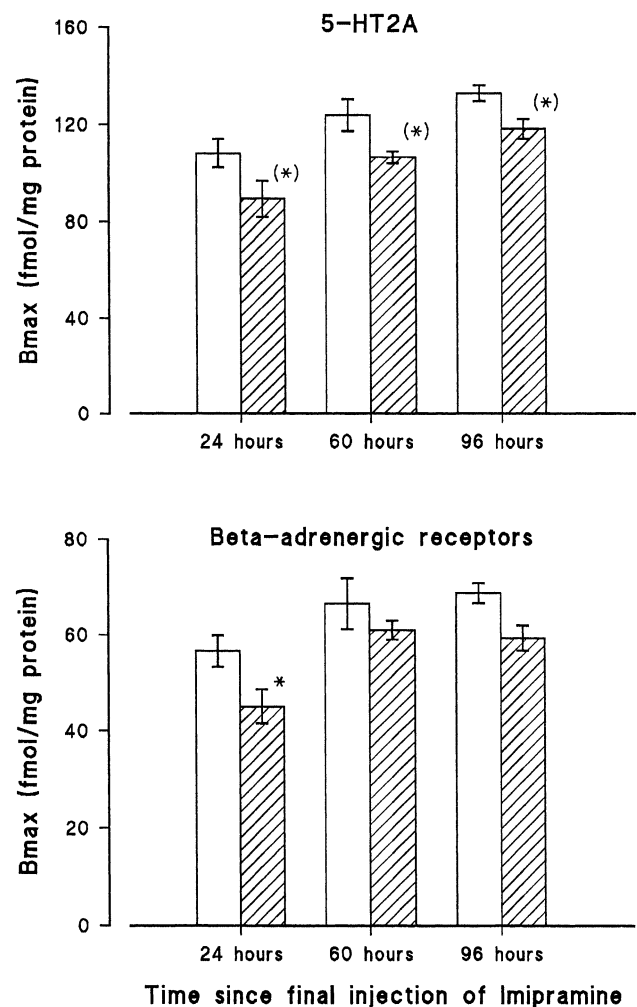 5-HT2A
Bmax (fmol/mg protein)
160
120
80
40
0
(*)
(*)
(*)
24 hours
60 hours
96 hours
Beta-adrenergic receptors
Bmax (fmol/mg protein)
80
60
40
20
0
*
24 hours
60 hours
96 hours
Time since final injection of Imipramine